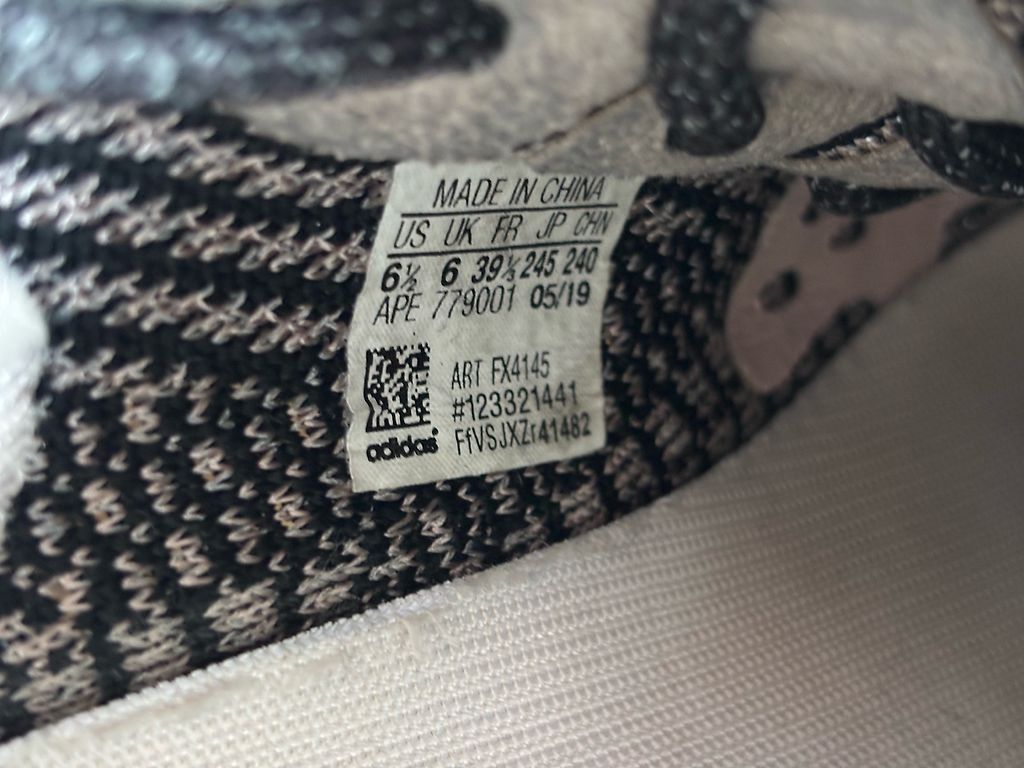 MADE IN CHINA
US UK FR JP CHN
6½ 6 39⅓ 245 240
APE 779001 05/19
ART FX4145
#123321441
FfVSJXZr41482
adidas